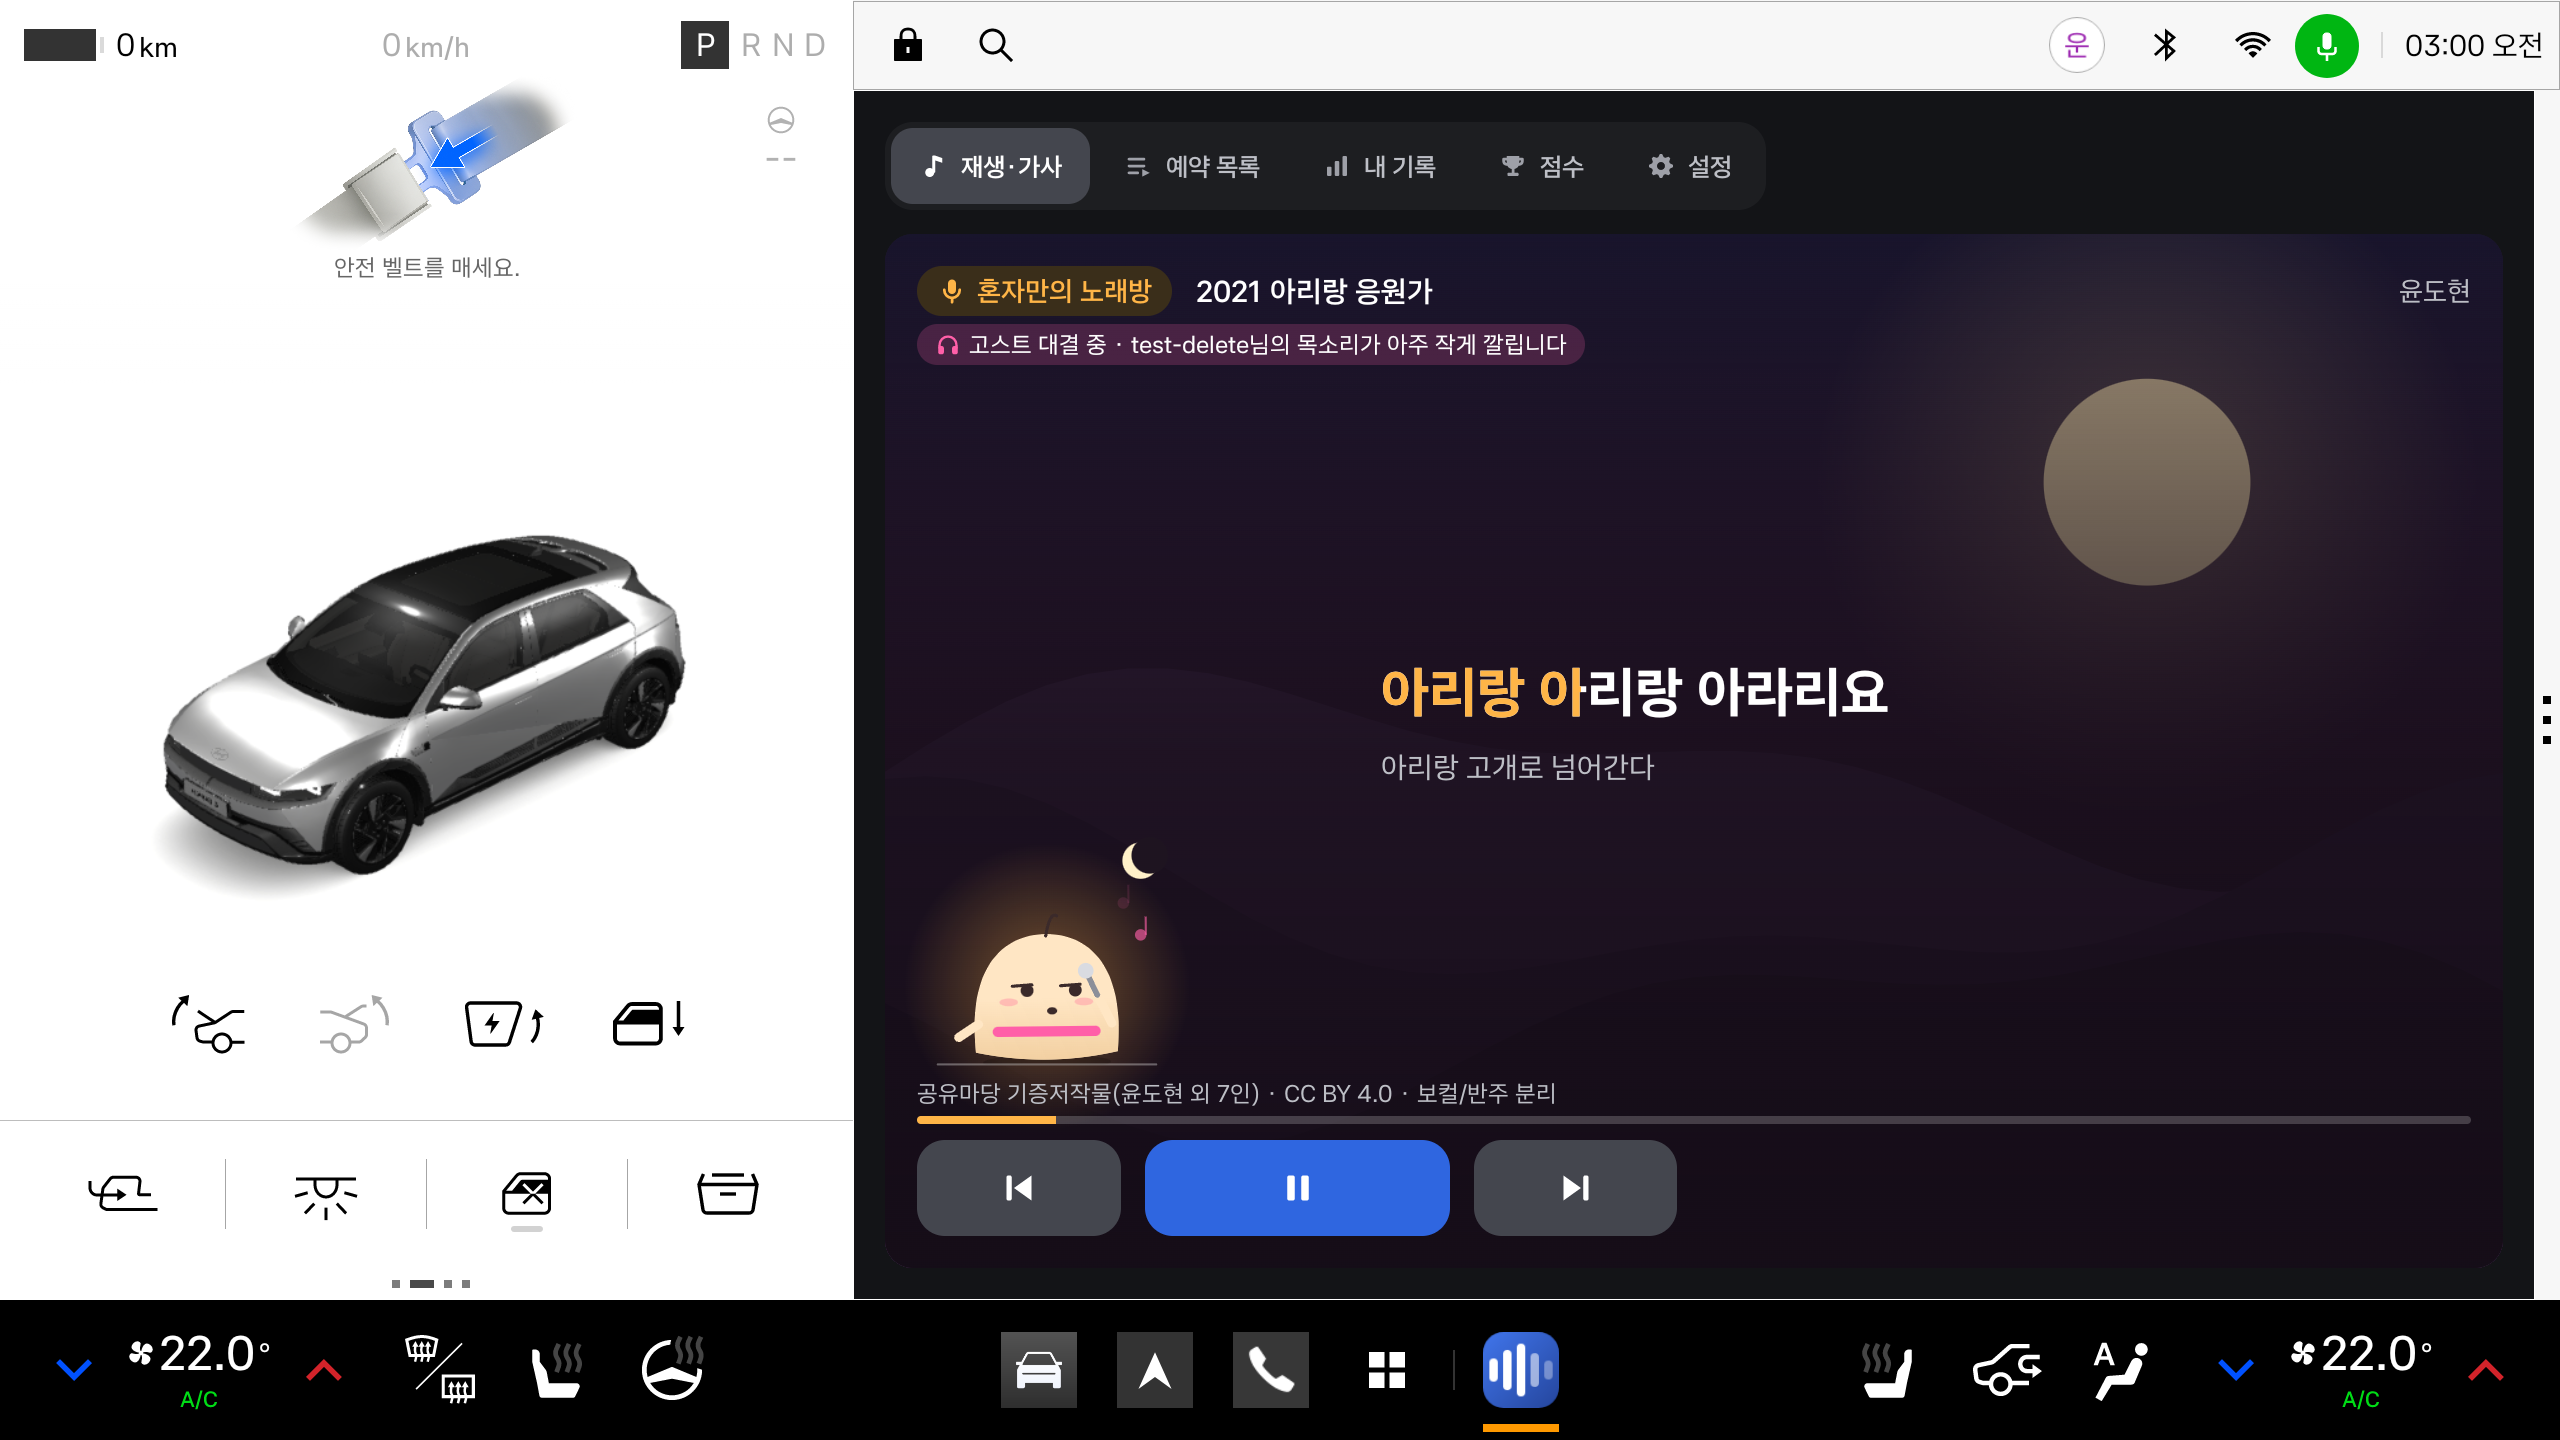 0 km
0 km/h
P R N D
안전 벨트를 매세요.
운
03:00 오전
재생·가사
예약 목록
내 기록
점수
설정
혼자만의 노래방
2021 아리랑 응원가
윤도현
고스트 대결 중 · test-delete님의 목소리가 아주 작게 깔립니다
아리랑 아리랑 아라리요
아리랑 고개로 넘어간다
공유마당 기증저작물(윤도현 외 7인) · CC BY 4.0 · 보컬/반주 분리
22.0°
A/C
A
22.0°
A/C